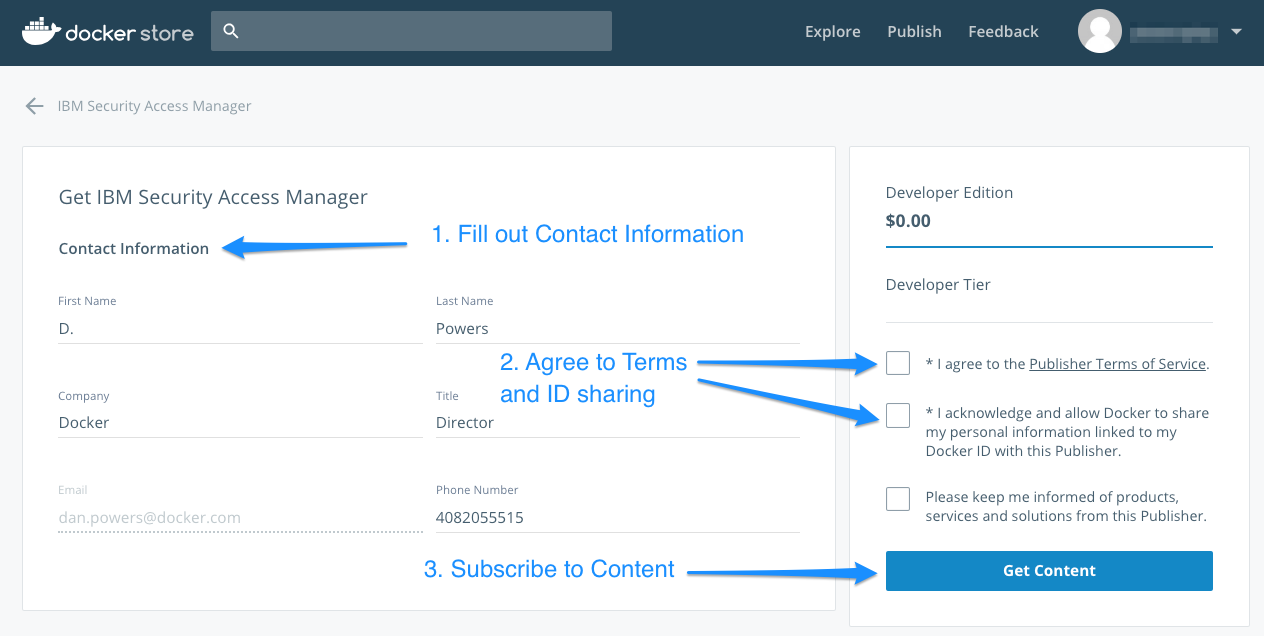 docker store
Explore Publish Feedback
IBM Security Access Manager
Get IBM Security Access Manager
Contact Information
1. Fill out Contact Information
First Name
D.
Last Name
Powers
2. Agree to Terms
and ID sharing
Company
Docker
Title
Director
Email
dan.powers@docker.com
Phone Number
4082055515
3. Subscribe to Content
Developer Edition
$0.00
Developer Tier
* I agree to the Publisher Terms of Service.
* I acknowledge and allow Docker to share
my personal information linked to my
Docker ID with this Publisher.
Please keep me informed of products,
services and solutions from this Publisher.
Get Content